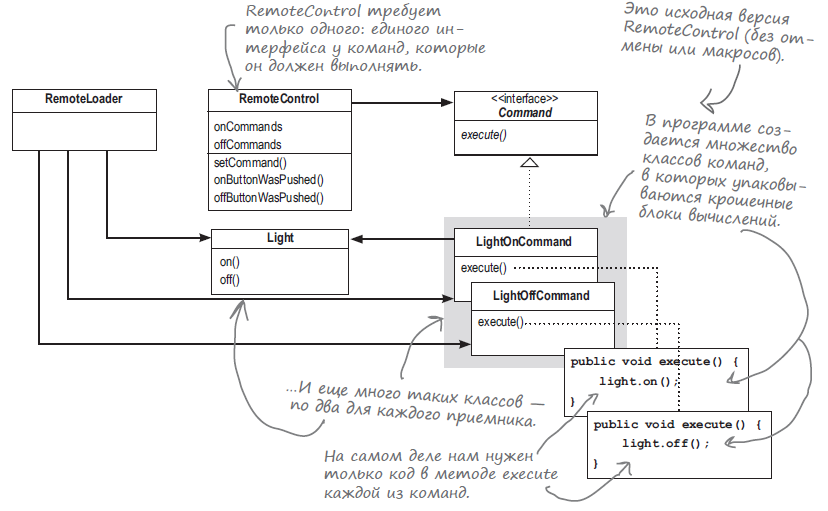 RemoteControl требует
только одного: единого ин-
терфейса у команд, которые
он должен выполнять.
Это исходная версия
RemoteControl (без от-
мены или макросов).
RemoteLoader
RemoteControl
onCommands
offCommands
setCommand()
onButtonWasPushed()
offButtonWasPushed()
<<interface>>
Command
execute()
В программе соз-
дается множество
классов команд,
в которых упаковы-
ваются крошечные
блоки вычислений.
Light
on()
off()
LightOnCommand
execute()
LightOffCommand
execute()
public void execute() {
light.on();
}
public void execute() {
light.off();
}
...И еще много таких классов —
по два для каждого приемника.
На самом деле нам нужен
только код в методе execute
каждой из команд.